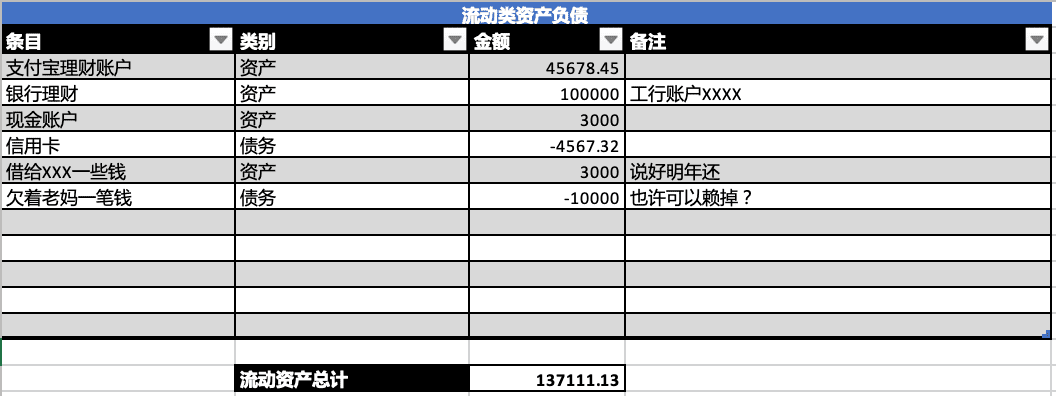 流动类资产负债
条目 类别 金额 备注
支付宝理财账户 资产 45678.45
银行理财 资产 100000 工行账户XXXX
现金账户 资产 3000
信用卡 债务 -4567.32
借给XXX一些钱 资产 3000 说好明年还
欠着老妈一笔钱 债务 -10000 也许可以赖掉？
流动资产总计 137111.13